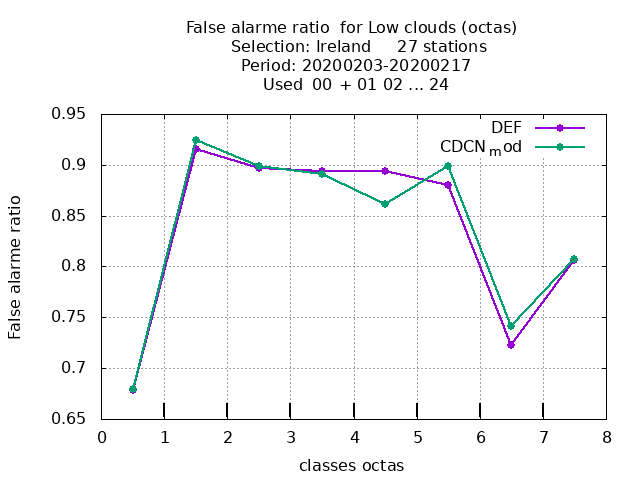 False alarme ratio  for Low clouds (octas)
Selection: Ireland     27 stations
Period: 20200203-20200217
Used  00 + 01 02 ... 24
DEF
CDCN_mod
False alarme ratio
0.95
0.9
0.85
0.8
0.75
0.7
0.65
0 1 2 3 4 5 6 7 8
classes octas